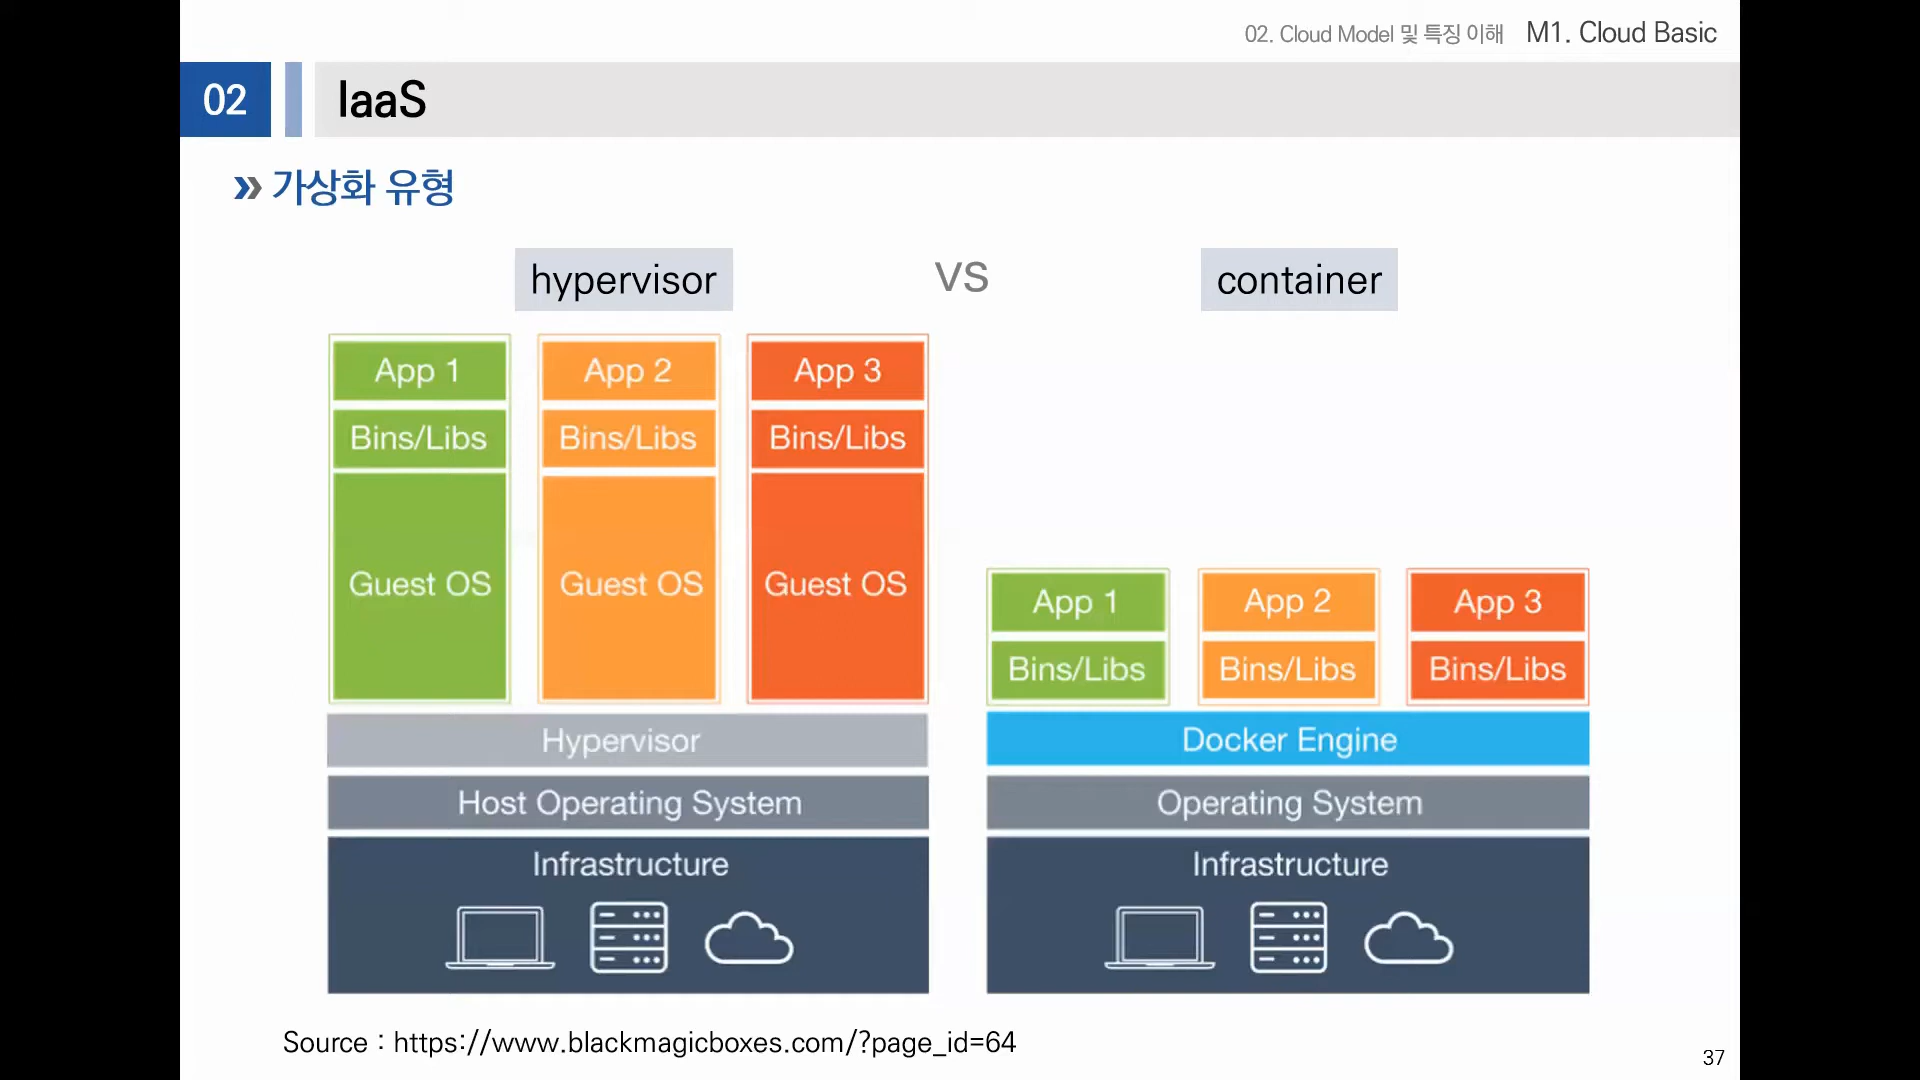 02. Cloud Model 및 특징 이해 M1. Cloud Basic
02 IaaS
» 가상화 유형
hypervisor VS container
App 1 App 2 App 3
Bins/Libs Bins/Libs Bins/Libs
Guest OS Guest OS Guest OS
Hypervisor
Host Operating System
Infrastructure
App 1 App 2 App 3
Bins/Libs Bins/Libs Bins/Libs
Docker Engine
Operating System
Infrastructure
Source : https://www.blackmagicboxes.com/?page_id=64
37